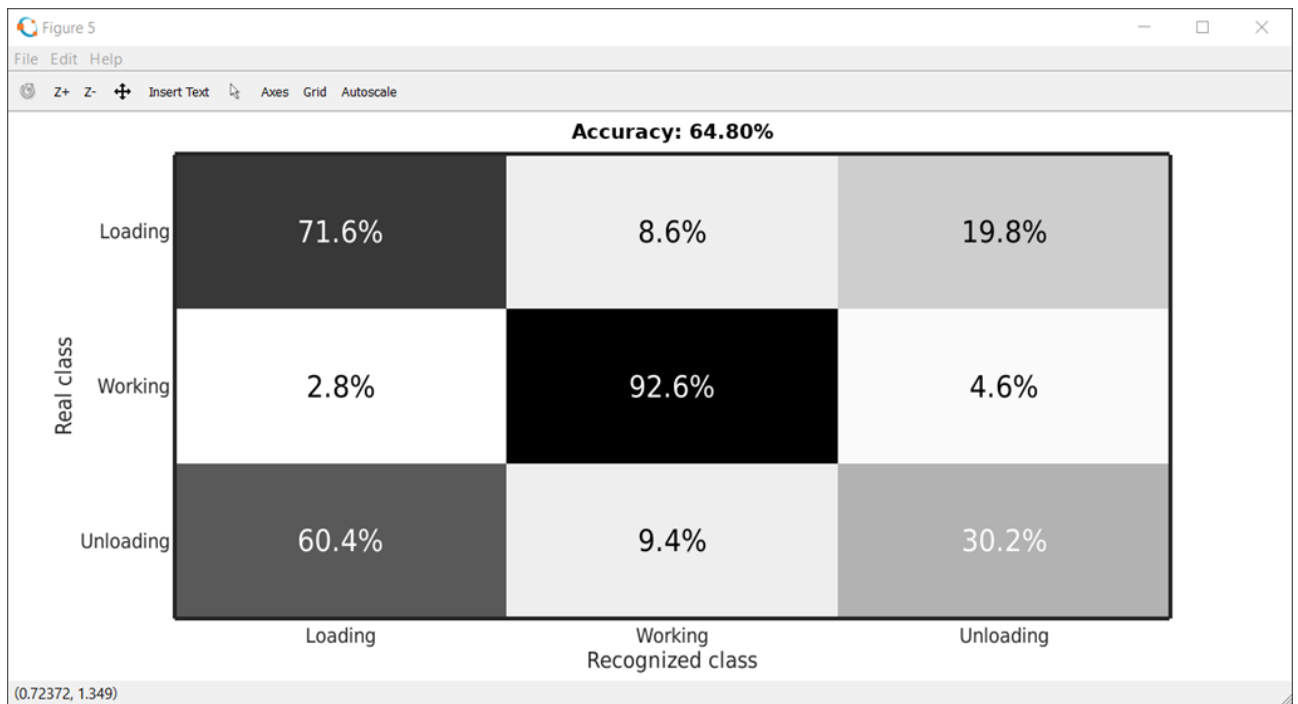 Figure 5
File Edit Help
Z+ Z- Insert Text Axes Grid Autoscale
Accuracy: 64.80%
Loading 71.6% 8.6% 19.8%
Real class
Working 2.8% 92.6% 4.6%
Unloading 60.4% 9.4% 30.2%
Loading Working Unloading
Recognized class
(0.72372, 1.349)